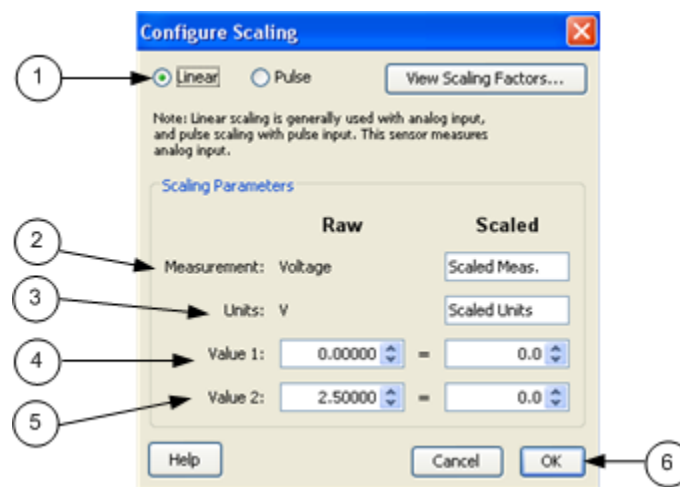 Configure Scaling
1
Linear Pulse View Scaling Factors...
Note: Linear scaling is generally used with analog input,
and pulse scaling with pulse input. This sensor measures
analog input.
Scaling Parameters
Raw Scaled
2
Measurement: Voltage Scaled Meas.
3
Units: V Scaled Units
4
Value 1: 0.00000 = 0.0
5
Value 2: 2.50000 = 0.0
Help Cancel OK
6